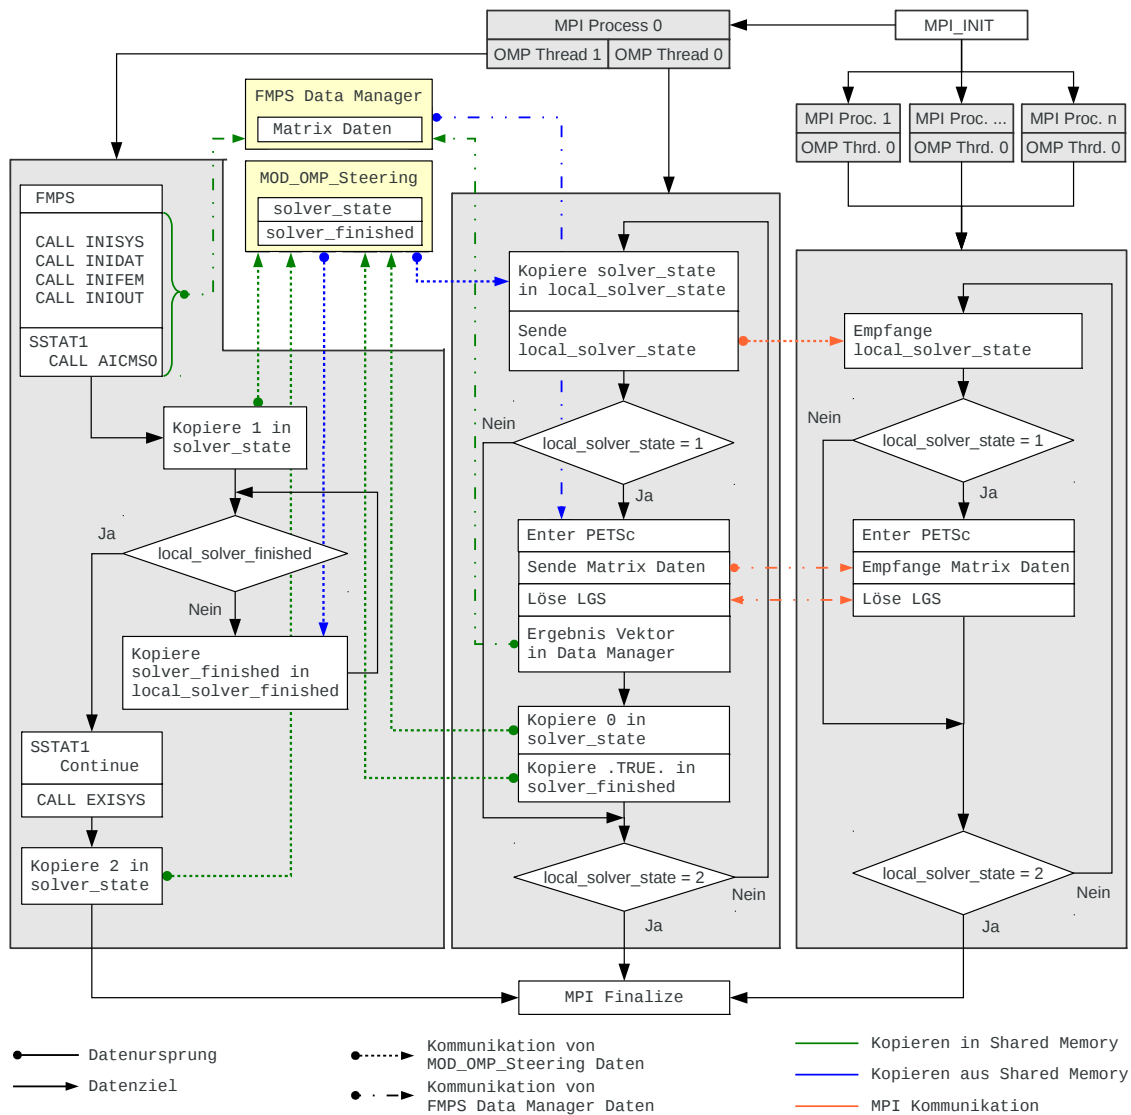 MPI Process 0
OMP Thread 1
OMP Thread 0
MPI_INIT
MPI Proc. 1
OMP Thrd. 0
MPI Proc. ...
OMP Thrd. 0
MPI Proc. n
OMP Thrd. 0
FMPS Data Manager
Matrix Daten
MOD_OMP_Steering
solver_state
solver_finished
FMPS
CALL INISYS
CALL INIDAT
CALL INIFEM
CALL INIOUT
SSTAT1
CALL AICMSO
Kopiere 1 in
solver_state
local_solver_finished
Ja
Nein
Kopiere
solver_finished in
local_solver_finished
SSTAT1
Continue
CALL EXISYS
Kopiere 2 in
solver_state
Kopiere solver_state
in local_solver_state
Sende
local_solver_state
Nein
local_solver_state = 1
Ja
Enter PETSc
Sende Matrix Daten
Löse LGS
Ergebnis Vektor
in Data Manager
Kopiere 0 in
solver_state
Kopiere .TRUE. in
solver_finished
local_solver_state = 2
Nein
Ja
Empfange
local_solver_state
Nein
local_solver_state = 1
Ja
Enter PETSc
Empfange Matrix Daten
Löse LGS
local_solver_state = 2
Nein
Ja
MPI Finalize
Datenursprung
Datenziel
Kommunikation von
MOD_OMP_Steering Daten
Kommunikation von
FMPS Data Manager Daten
Kopieren in Shared Memory
Kopieren aus Shared Memory
MPI Kommunikation